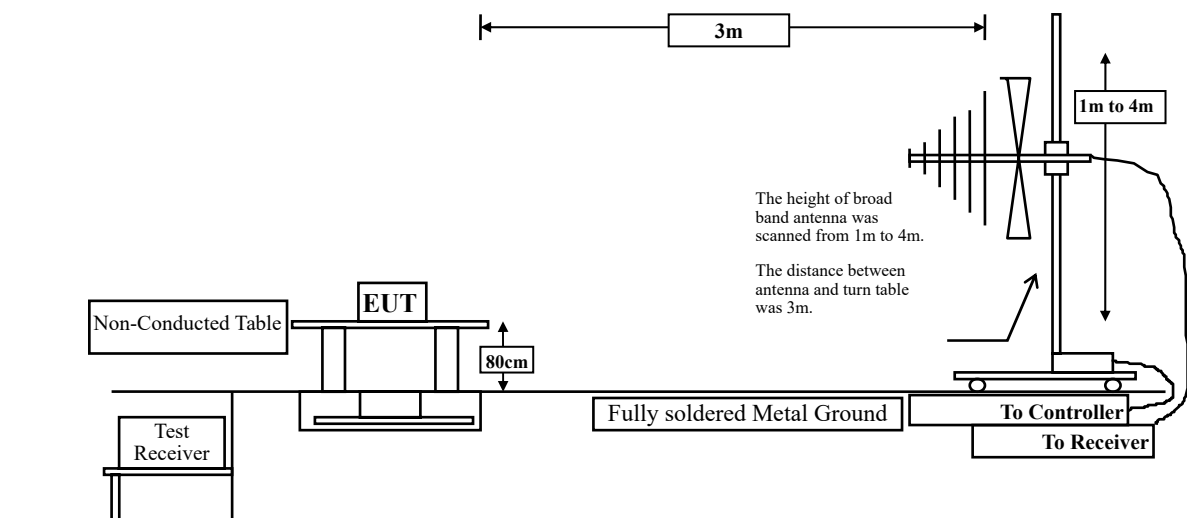 3m
1m to 4m
The height of broad
band antenna was
scanned from 1m to 4m.
The distance between
antenna and turn table
was 3m.
EUT
Non-Conducted Table
80cm
Fully soldered Metal Ground
To Controller
Test
Receiver
To Receiver